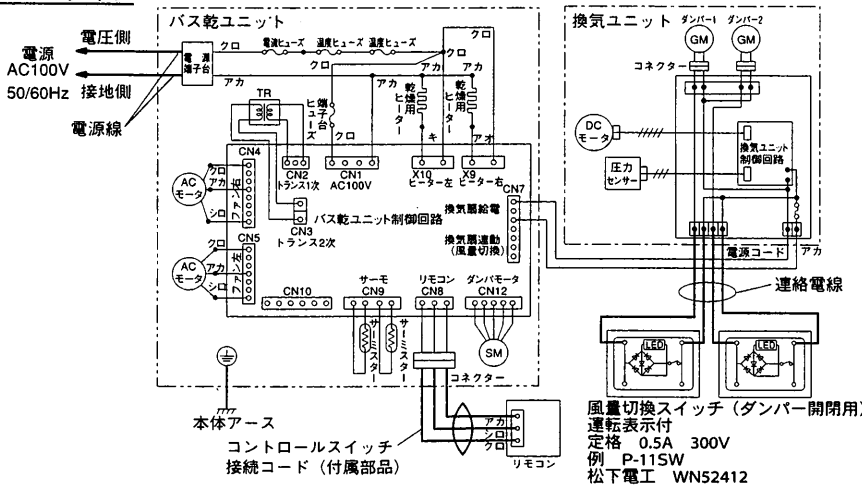 バス乾ユニット
換気ユニット
ダンパー1
ダンパー2
GM
GM
電圧側
電源
AC100V
50/60Hz
接地側
電源線
電源
端子台
クロ
電流ヒューズ
温度ヒューズ
温度ヒューズ
クロ
クロ
クロ
アカ
アカ
アカ
TR
端子台
ヒューズ
クロ
乾燥用
ヒーター
乾燥用
ヒーター
キ
アオ
コネクター
DC
モータ
換気ユニット
制御回路
圧力
センサー
CN4
CN2
トランス1次
CN1
AC100V
X10
ヒーター左
X9
ヒーター右
CN7
AC
モータ
クロ
アカ
シロ
ファン右
換気扇給電
バス乾ユニット制御回路
CN3
トランス2次
換気扇連動
(風量切換)
CN5
AC
モータ
クロ
アカ
シロ
ファン左
電源コード
アカ
連絡電線
CN10
サーモ
CN9
リモコン
CN8
ダンパモータ
CN12
サーミスター
サーミスター
SM
コネクター
LED
LED
本体アース
コントロールスイッチ
接続コード(付属部品)
アカ
シロ
クロ
リモコン
風量切換スイッチ(ダンパー開閉用)
運転表示付
定格 0.5A 300V
例 P-11SW
松下電工 WN52412